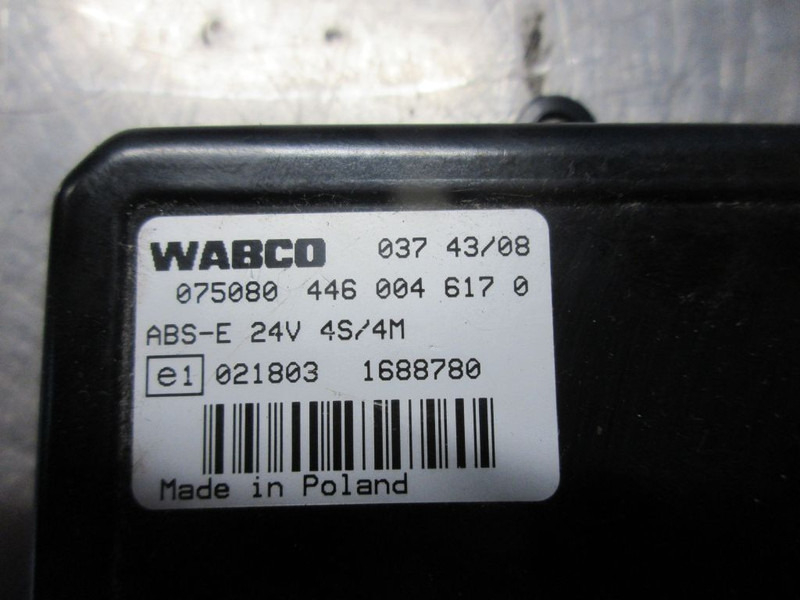 WABCO 037 43/08
075080 446 004 617 0
ABS-E 24V 4S/4M
e1 021803 1688780
Made in Poland